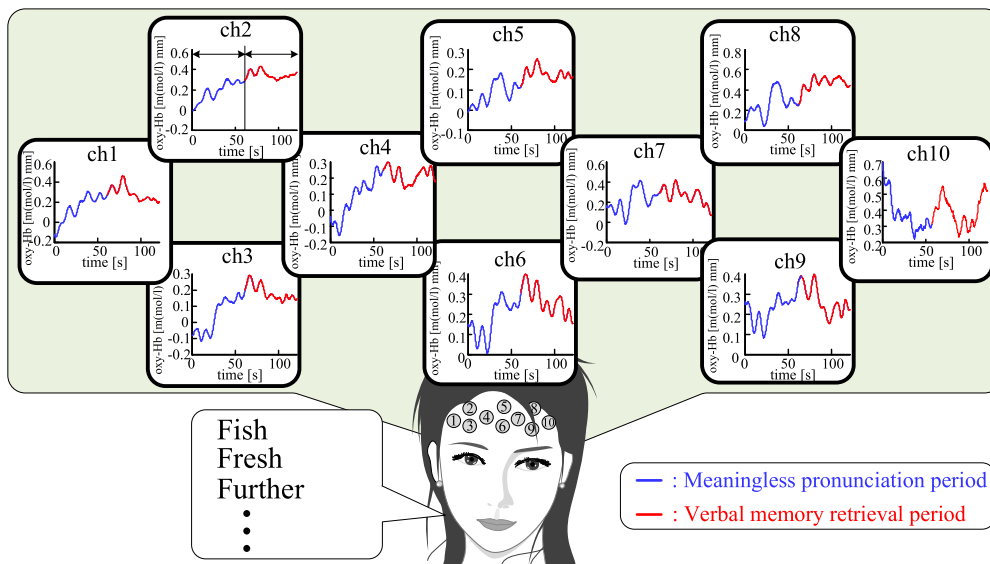 ch2
oxy-Hb [m(mol/l) mm]
0.6
0.4
0.2
0
-0.2
0 50 100
time [s]
ch5
oxy-Hb [m(mol/l) mm]
0.3
0.2
0.1
0
-0.1
0 50 100
time [s]
ch8
oxy-Hb [m(mol/l) mm]
0.8
0.6
0.4
0.2
0
0 50 100
time [s]
ch1
oxy-Hb [m(mol/l) mm]
0.6
0.4
0.2
0
-0.2
0 50 100
time [s]
ch4
oxy-Hb [m(mol/l) mm]
0.3
0.2
0.1
0
-0.1
-0.2
0 50 100
time [s]
ch7
oxy-Hb [m(mol/l) mm]
0.6
0.4
0.2
0
-0.2
0 50 100
time [s]
ch10
oxy-Hb [m(mol/l) mm]
0.7
0.6
0.5
0.4
0.3
0.2
0 50 100
time [s]
ch3
oxy-Hb [m(mol/l) mm]
0.3
0.2
0.1
0
-0.1
-0.2
0 50 100
time [s]
ch6
oxy-Hb [m(mol/l) mm]
0.4
0.3
0.2
0.1
0
0 50 100
time [s]
ch9
oxy-Hb [m(mol/l) mm]
0.4
0.3
0.2
0.1
0
0 50 100
time [s]
1 2 3 4 5 6 7 8 9 10
Fish
Fresh
Further
: Meaningless pronunciation period
: Verbal memory retrieval period